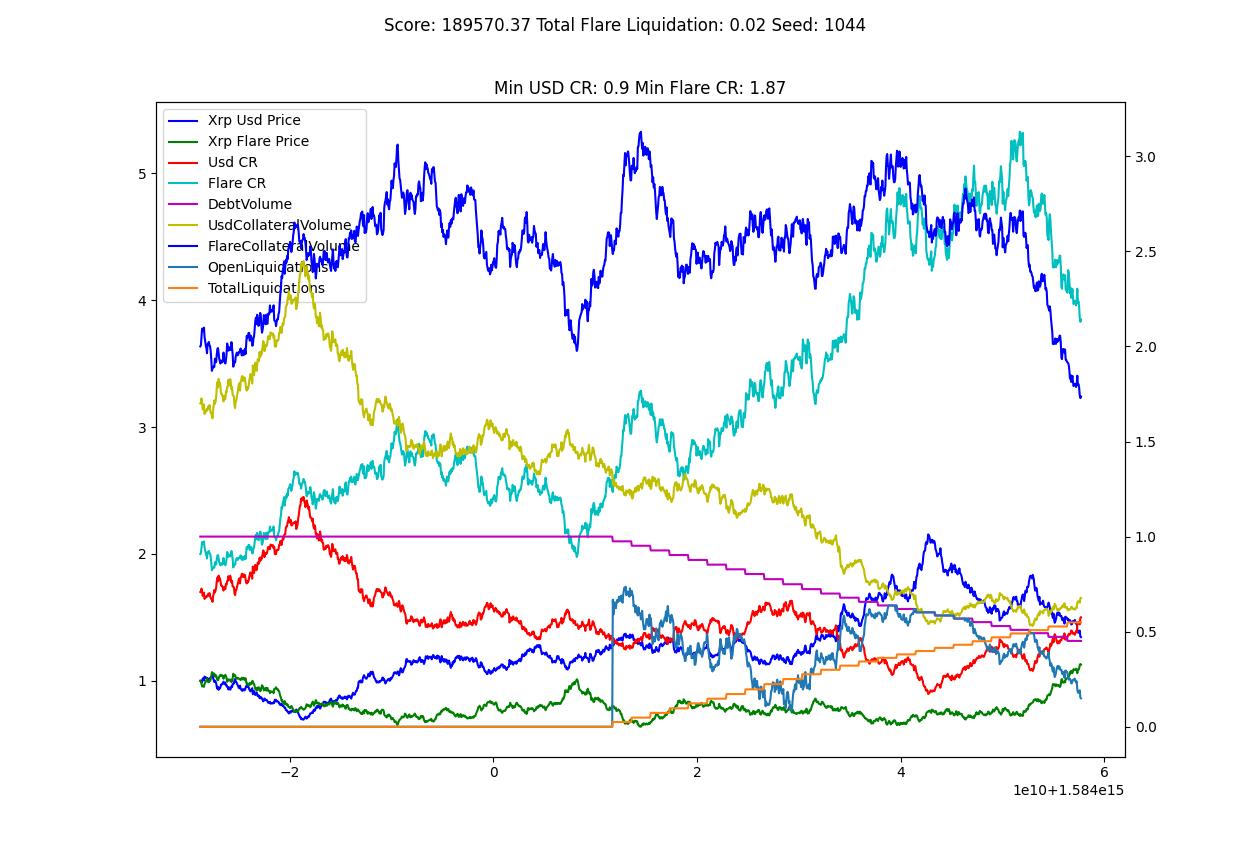 Score: 189570.37 Total Flare Liquidation: 0.02 Seed: 1044
Min USD CR: 0.9 Min Flare CR: 1.87
Xrp Usd Price
Xrp Flare Price
Usd CR
Flare CR
DebtVolume
UsdCollateralVolume
FlareCollateralVolume
OpenLiquidations
TotalLiquidations
5
4
3
2
1
3.0
2.5
2.0
1.5
1.0
0.5
0.0
−2
0
2
4
6
1e10+1.584e15